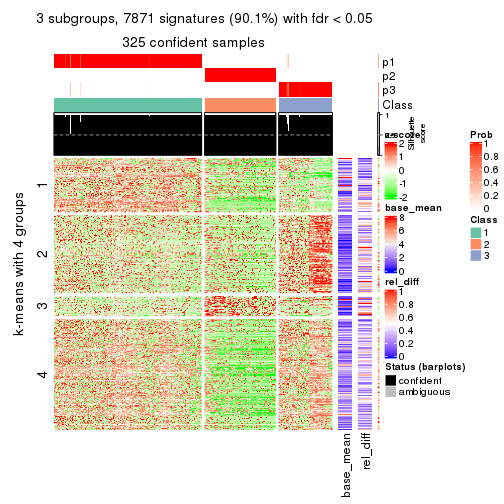 3 subgroups, 7871 signatures (90.1%) with fdr < 0.05
325 confident samples
p1
p2
p3
Class
1
Silhouette
score
k-means with 4 groups
1
2
3
4
base_mean
rel_diff
z-score
2
1
0
-1
-2
base_mean
8
6
4
2
0
rel_diff
1
0.8
0.6
0.4
0.2
0
Status (barplots)
confident
ambiguous
Prob
1
0.8
0.6
0.4
0.2
0
Class
1
2
3